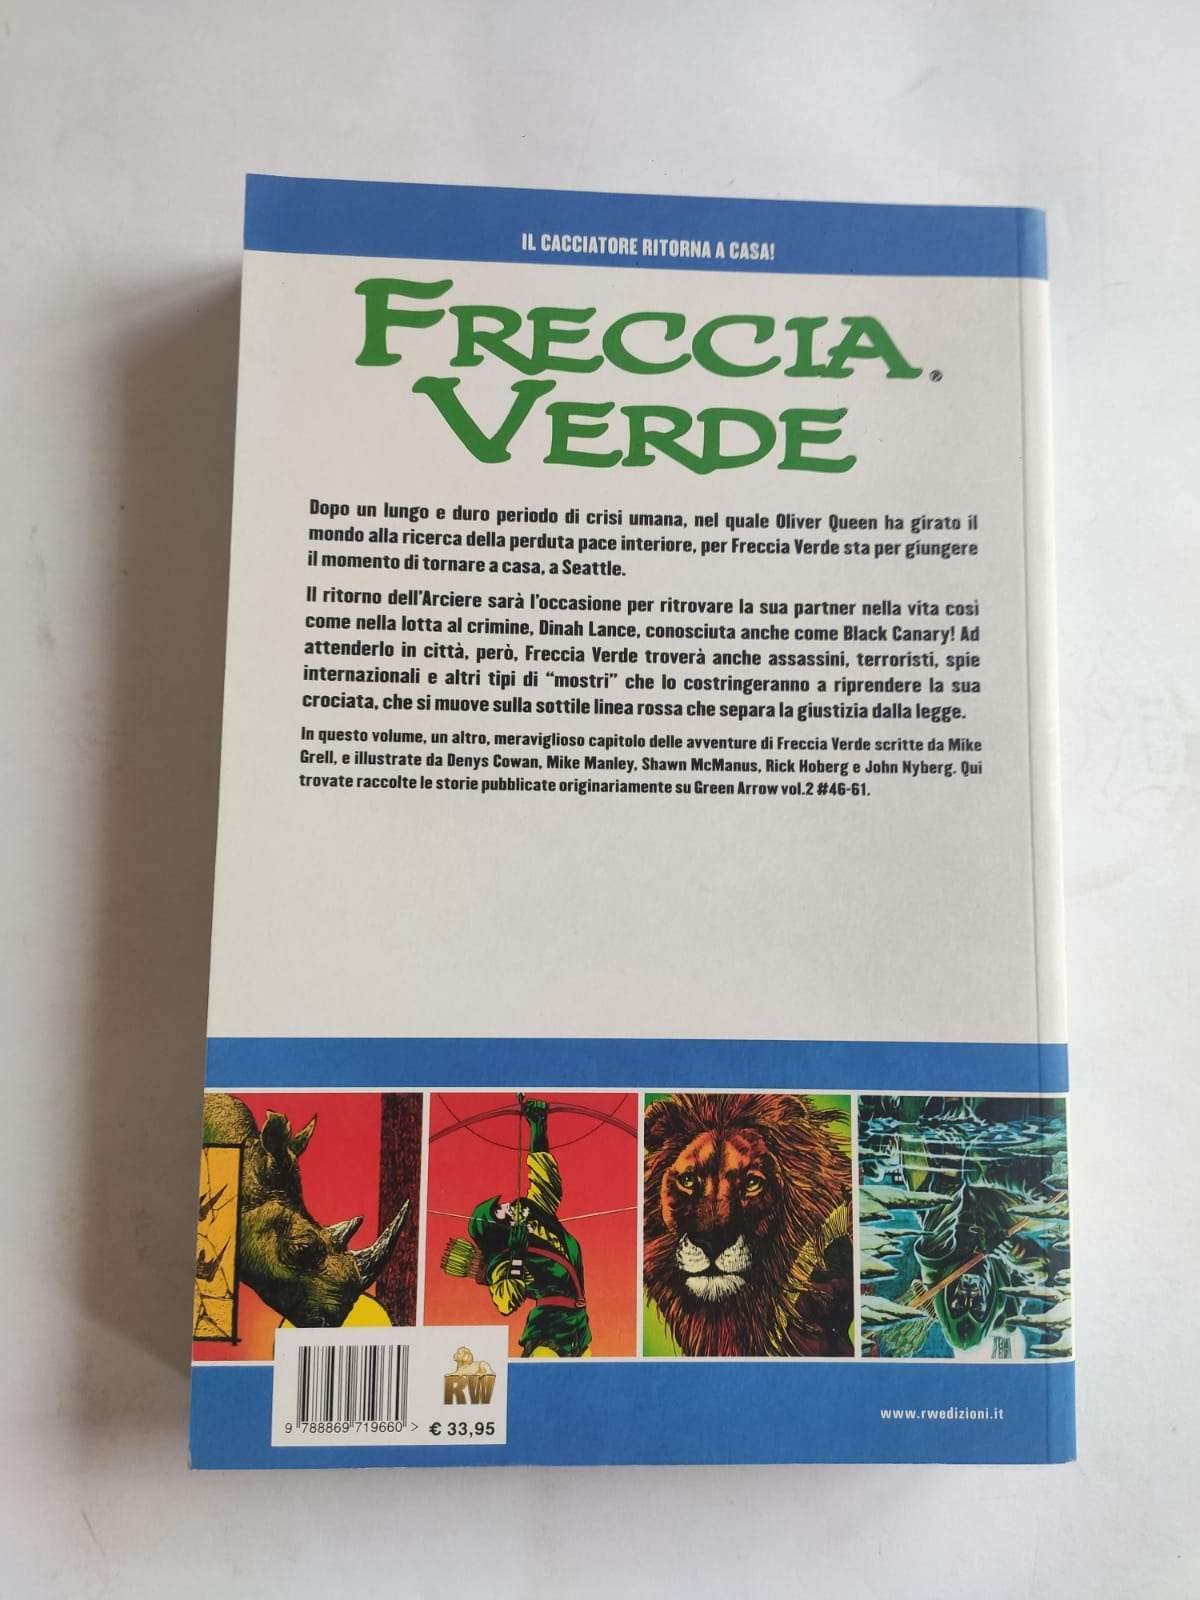 IL CACCIATORE RITORNA A CASA!
FRECCIA
VERDE®
Dopo un lungo e duro periodo di crisi umana, nel quale Oliver Queen ha girato il
mondo alla ricerca della perduta pace interiore, per Freccia Verde sta per giungere
il momento di tornare a casa, a Seattle.
Il ritorno dell'Arciere sarà l'occasione per ritrovare la sua partner nella vita così
come nella lotta al crimine, Dinah Lance, conosciuta anche come Black Canary! Ad
attenderlo in città, però, Freccia Verde troverà anche assassini, terroristi, spie
internazionali e altri tipi di “mostri” che lo costringeranno a riprendere la sua
crociata, che si muove sulla sottile linea rossa che separa la giustizia dalla legge.
In questo volume, un altro, meraviglioso capitolo delle avventure di Freccia Verde scritte da Mike
Grell, e illustrate da Denys Cowan, Mike Manley, Shawn McManus, Rick Hoberg e John Nyberg. Qui
trovate raccolte le storie pubblicate originariamente su Green Arrow vol.2 #46-61.
RW
9 788869 719660 >
€ 33,95
www.rwedizioni.it